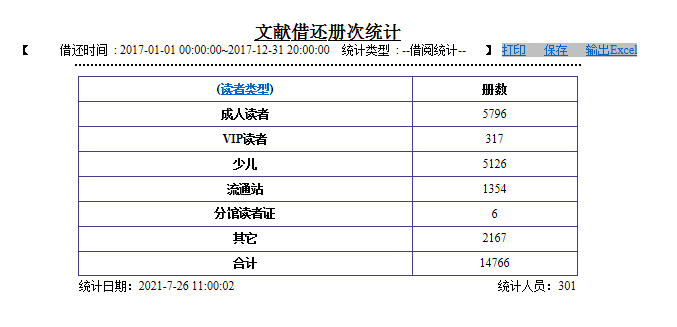 文献借还册次统计
【 借还时间 : 2017-01-01 00:00:00~2017-12-31 20:00:00 统计类型 : --借阅统计-- 】 打印 保存 输出Excel
(读者类型) 册数
成人读者 5796
VIP读者 317
少儿 5126
流通站 1354
分馆读者证 6
其它 2167
合计 14766
统计日期：2021-7-26 11:00:02 统计人员：301